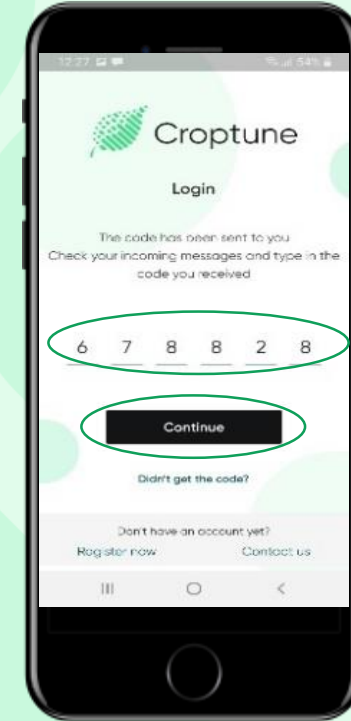 12:27 54%
Croptune
Login
The code has been sent to you
Check your incoming messages and type in the
code you received
6 7 8 8 2 8
Continue
Didn't get the code?
Don't have an account yet?
Register now Contact us